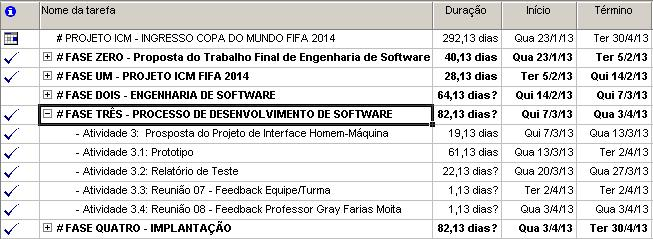 Nome da tarefa Duração Início Término
# PROJETO ICM - INGRESSO COPA DO MUNDO FIFA 2014 292,13 dias Qua 23/1/13 Ter 30/4/13
# FASE ZERO - Proposta do Trabalho Final de Engenharia de Software 40,13 dias Qua 23/1/13 Ter 5/2/13
# FASE UM - PROJETO ICM FIFA 2014 28,13 dias Ter 5/2/13 Qui 14/2/13
# FASE DOIS - ENGENHARIA DE SOFTWARE 64,13 dias? Qui 14/2/13 Qui 7/3/13
# FASE TRÊS - PROCESSO DE DESENVOLVIMENTO DE SOFTWARE 82,13 dias? Qui 7/3/13 Qua 3/4/13
- Atividade 3: Prosposta do Projeto de Interface Homem-Máquina 19,13 dias Qui 7/3/13 Qua 13/3/13
- Atividade 3.1: Prototipo 61,13 dias Qua 13/3/13 Ter 2/4/13
- Atividade 3.2: Relatório de Teste 22,13 dias? Qua 20/3/13 Qua 27/3/13
- Atividade 3.3: Reunião 07 - Feedback Equipe/Turma 1,13 dias? Ter 2/4/13 Ter 2/4/13
- Atividade 3.4: Reunião 08 - Feedback Professor Gray Farias Moita 1,13 dias? Qua 3/4/13 Qua 3/4/13
# FASE QUATRO - IMPLANTAÇÃO 82,13 dias? Qua 3/4/13 Ter 30/4/13